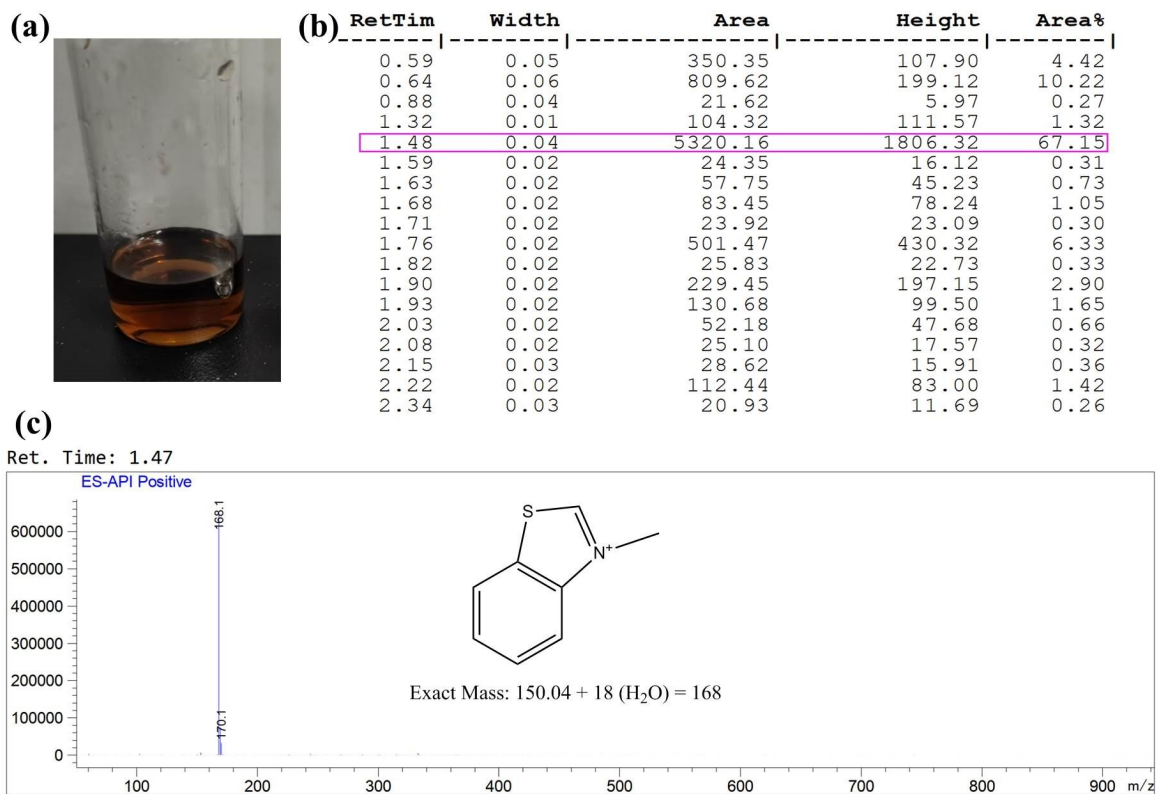 (a)
(b)
RetTim Width Area Height Area%
-------|--------|---------------|---------------|---------|
0.59 0.05 350.35 107.90 4.42
0.64 0.06 809.62 199.12 10.22
0.88 0.04 21.62 5.97 0.27
1.32 0.01 104.32 111.57 1.32
1.48 0.04 5320.16 1806.32 67.15
1.59 0.02 24.35 16.12 0.31
1.63 0.02 57.75 45.23 0.73
1.68 0.02 83.45 78.24 1.05
1.71 0.02 23.92 23.09 0.30
1.76 0.02 501.47 430.32 6.33
1.82 0.02 25.83 22.73 0.33
1.90 0.02 229.45 197.15 2.90
1.93 0.02 130.68 99.50 1.65
2.03 0.02 52.18 47.68 0.66
2.08 0.02 25.10 17.57 0.32
2.15 0.03 28.62 15.91 0.36
2.22 0.02 112.44 83.00 1.42
2.34 0.03 20.93 11.69 0.26
(c)
Ret. Time: 1.47
ES-API Positive
168.1
170.1
600000
500000
400000
300000
200000
100000
0
S
N+
Exact Mass: 150.04 + 18 (H₂O) = 168
100 200 300 400 500 600 700 800 900 m/z